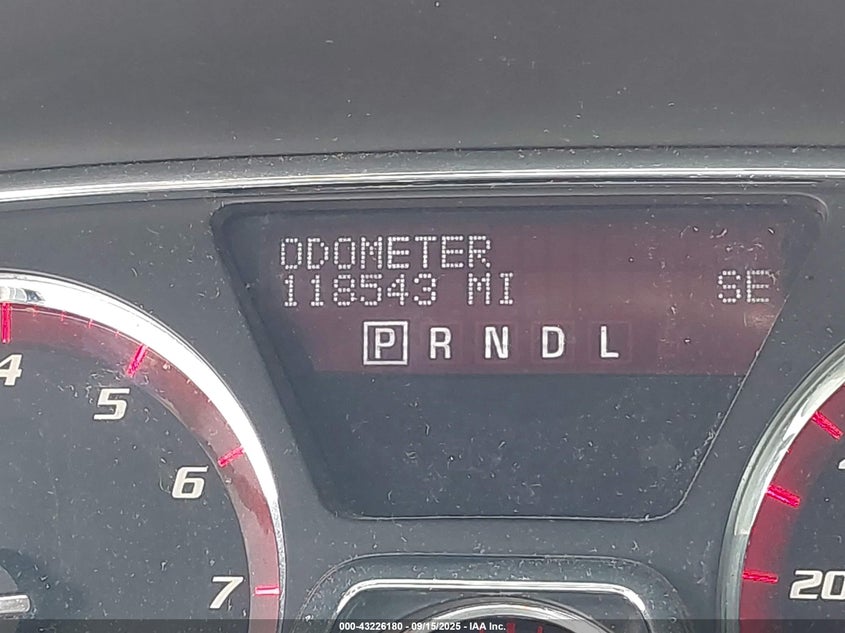 ODOMETER
118543 MI SE
P R N D L
4
5
6
7
20
000-43226180 - 09/15/2025 - IAA Inc.